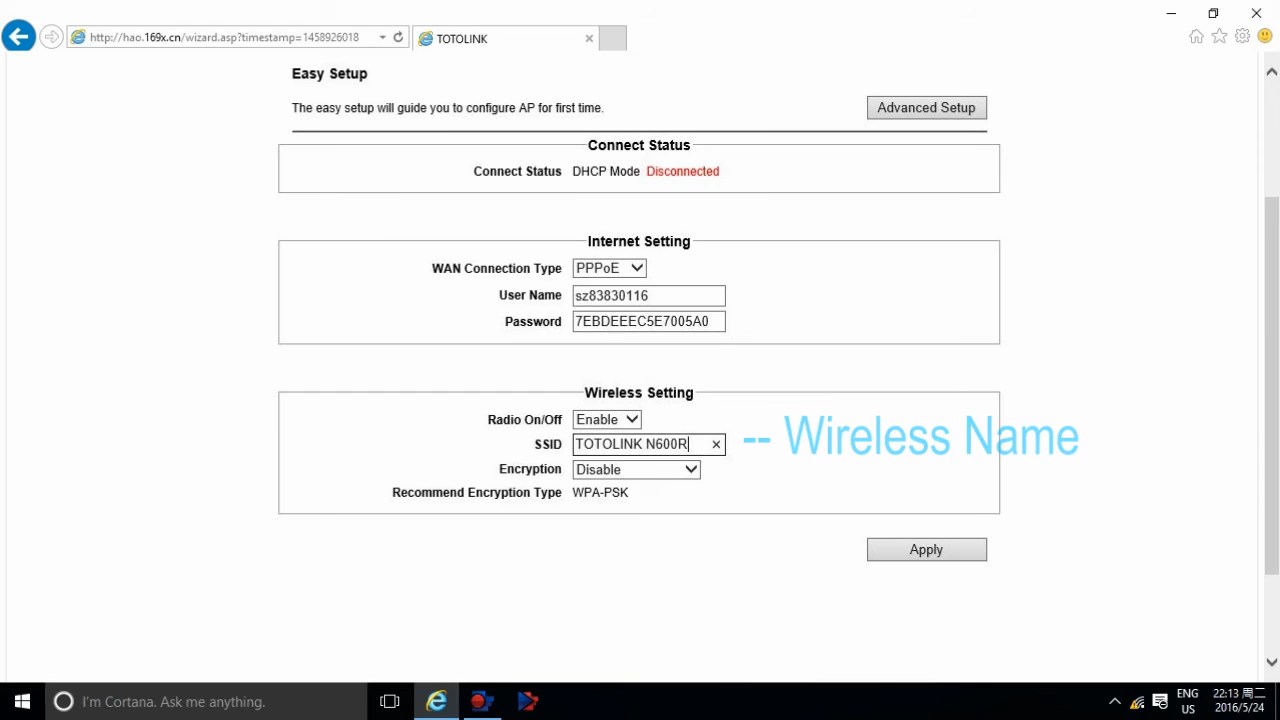 http://hao.169x.cn/wizard.asp?timestamp=1458926018
TOTOLINK
Easy Setup
The easy setup will guide you to configure AP for first time.
Advanced Setup
Connect Status
Connect Status DHCP Mode Disconnected
Internet Setting
WAN Connection Type PPPoE
User Name sz83830116
Password 7EBDEEEC5E7005A0
Wireless Setting
Radio On/Off Enable
SSID TOTOLINK N600R × -- Wireless Name
Encryption Disable
Recommend Encryption Type WPA-PSK
Apply
I'm Cortana. Ask me anything.
ENG 22:13 周二
US 2016/5/24